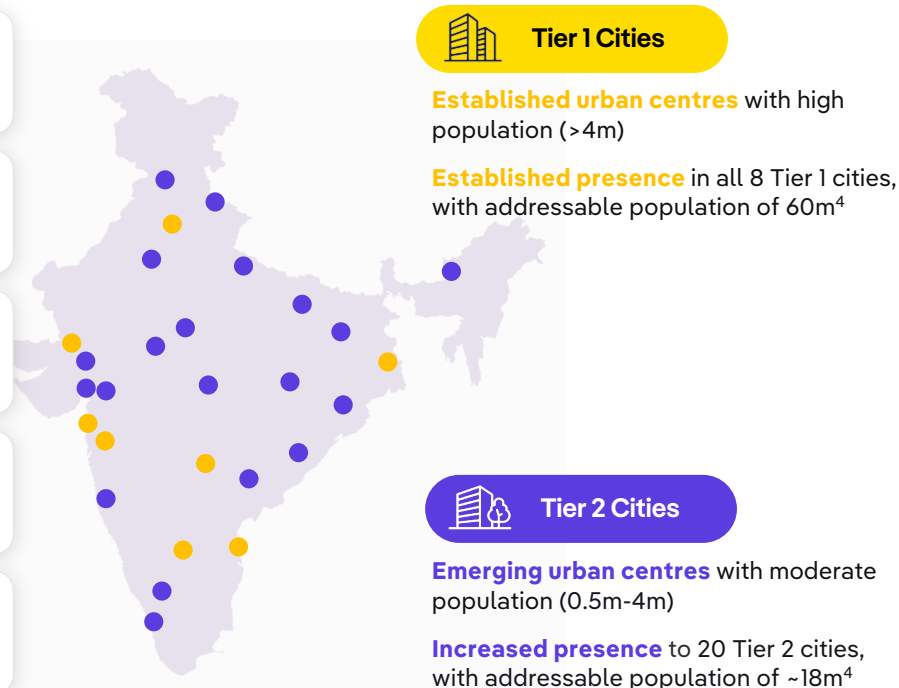 Tier 1 Cities
Established urban centres with high
population (>4m)
Established presence in all 8 Tier 1 cities,
with addressable population of 60m⁴
Tier 2 Cities
Emerging urban centres with moderate
population (0.5m-4m)
Increased presence to 20 Tier 2 cities,
with addressable population of ~18m⁴